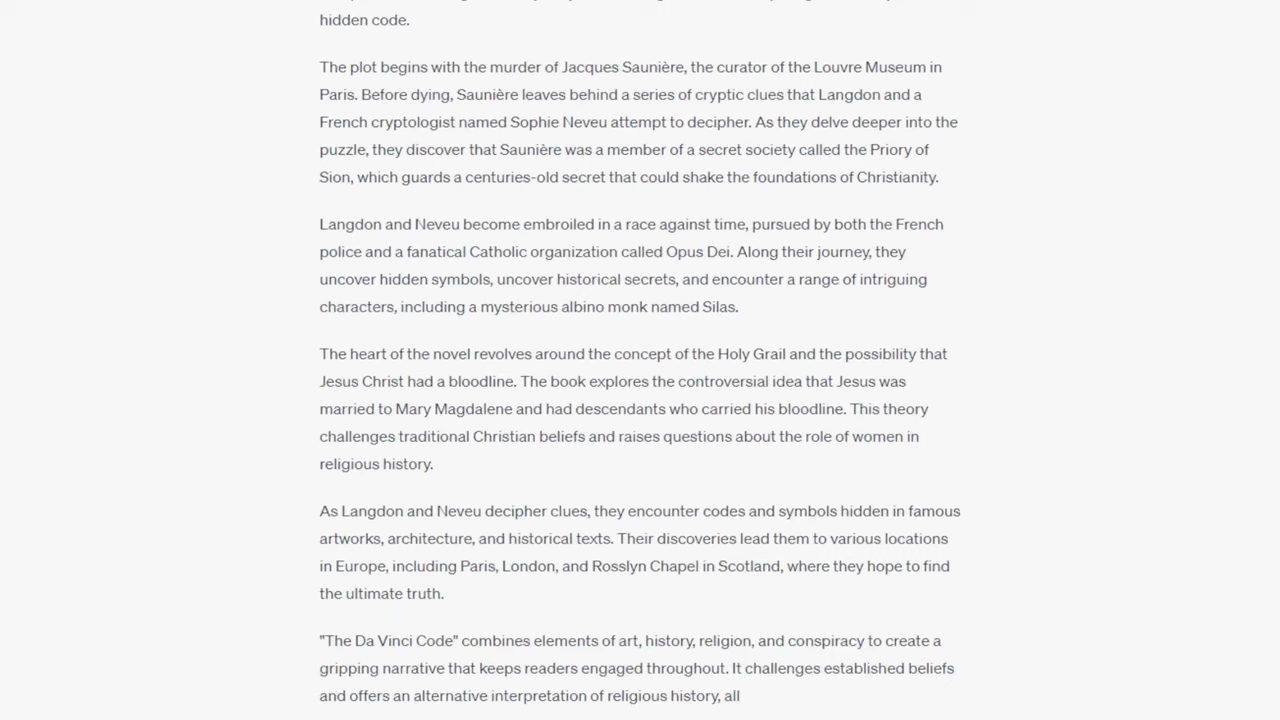 hidden code.
The plot begins with the murder of Jacques Saunière, the curator of the Louvre Museum in
Paris. Before dying, Saunière leaves behind a series of cryptic clues that Langdon and a
French cryptologist named Sophie Neveu attempt to decipher. As they delve deeper into the
puzzle, they discover that Saunière was a member of a secret society called the Priory of
Sion, which guards a centuries-old secret that could shake the foundations of Christianity.
Langdon and Neveu become embroiled in a race against time, pursued by both the French
police and a fanatical Catholic organization called Opus Dei. Along their journey, they
uncover hidden symbols, uncover historical secrets, and encounter a range of intriguing
characters, including a mysterious albino monk named Silas.
The heart of the novel revolves around the concept of the Holy Grail and the possibility that
Jesus Christ had a bloodline. The book explores the controversial idea that Jesus was
married to Mary Magdalene and had descendants who carried his bloodline. This theory
challenges traditional Christian beliefs and raises questions about the role of women in
religious history.
As Langdon and Neveu decipher clues, they encounter codes and symbols hidden in famous
artworks, architecture, and historical texts. Their discoveries lead them to various locations
in Europe, including Paris, London, and Rosslyn Chapel in Scotland, where they hope to find
the ultimate truth.
"The Da Vinci Code" combines elements of art, history, religion, and conspiracy to create a
gripping narrative that keeps readers engaged throughout. It challenges established beliefs
and offers an alternative interpretation of religious history, all